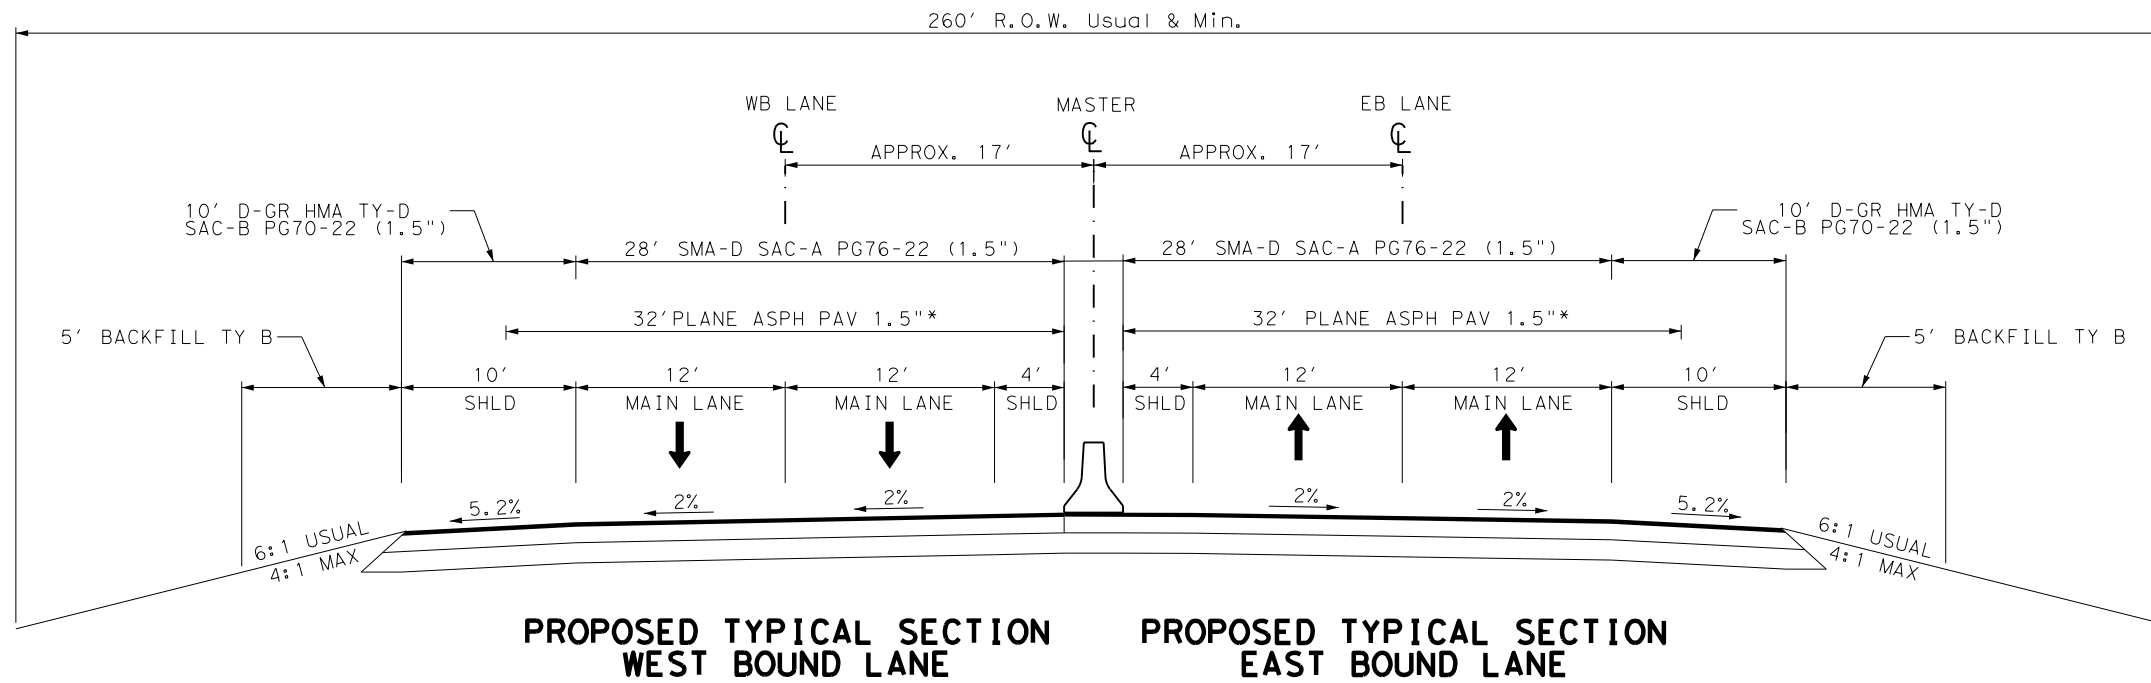 260' R.O.W. Usual & Min.
WB LANE
MASTER
EB LANE
℄
℄
℄
APPROX. 17'
APPROX. 17'
10' D-GR HMA TY-D
SAC-B PG70-22 (1.5")
10' D-GR HMA TY-D
SAC-B PG70-22 (1.5")
28' SMA-D SAC-A PG76-22 (1.5")
28' SMA-D SAC-A PG76-22 (1.5")
32'PLANE ASPH PAV 1.5"*
32' PLANE ASPH PAV 1.5"*
5' BACKFILL TY B
5' BACKFILL TY B
10'
12'
12'
4'
4'
12'
12'
10'
SHLD
MAIN LANE
MAIN LANE
SHLD
SHLD
MAIN LANE
MAIN LANE
SHLD
5.2%
2%
2%
2%
2%
5.2%
6:1 USUAL
4:1 MAX
6:1 USUAL
4:1 MAX
PROPOSED TYPICAL SECTION
WEST BOUND LANE
PROPOSED TYPICAL SECTION
EAST BOUND LANE